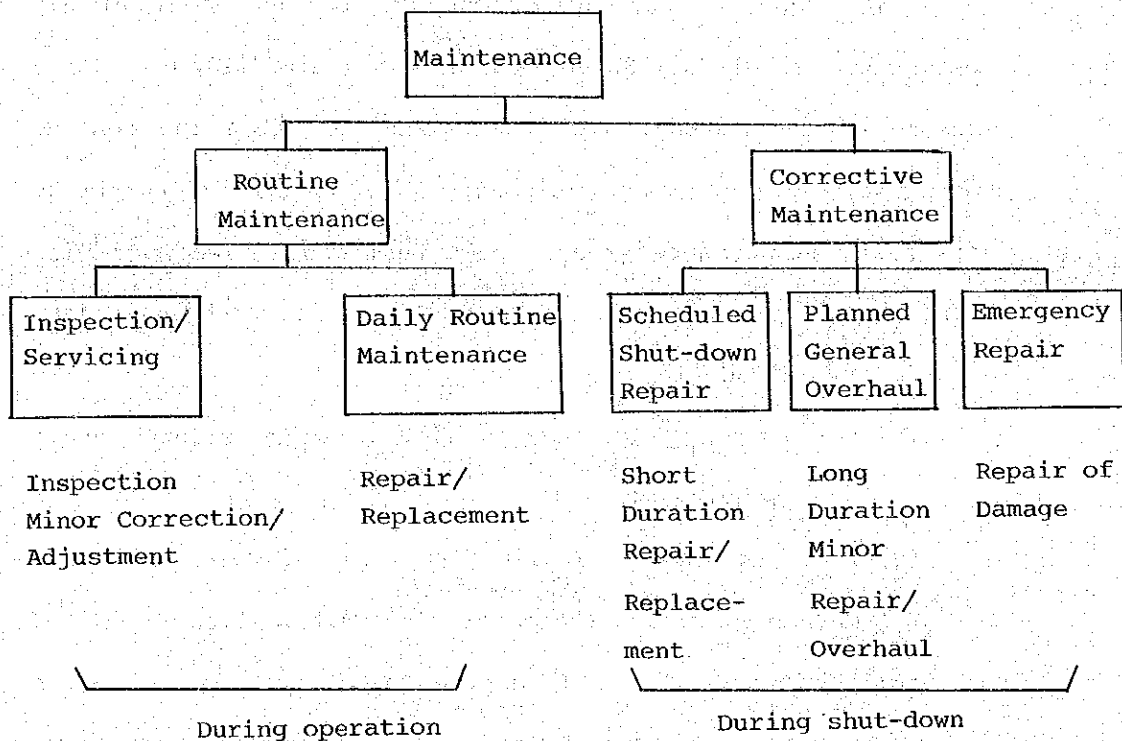 Maintenance
Routine
Maintenance
Corrective
Maintenance
Inspection/
Servicing
Daily Routine
Maintenance
Scheduled
Shut-down
Repair
Planned
General
Overhaul
Emergency
Repair
Inspection
Minor Correction/
Adjustment
Repair/
Replacement
Short
Duration
Repair/
Replace-
ment
Long
Duration
Minor
Repair/
Overhaul
Repair of
Damage
During operation
During shut-down